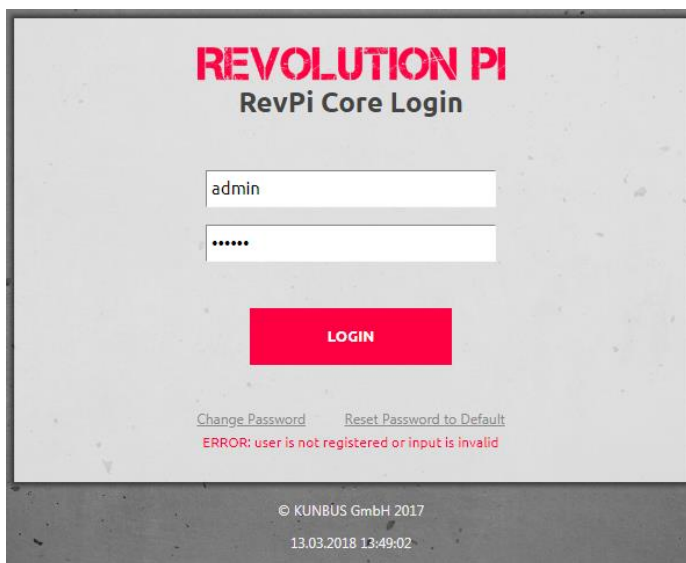 REVOLUTION PI
RevPi Core Login
admin
••••••
LOGIN
Change Password Reset Password to Default
ERROR: user is not registered or input is invalid
© KUNBUS GmbH 2017
13.03.2018 13:49:02